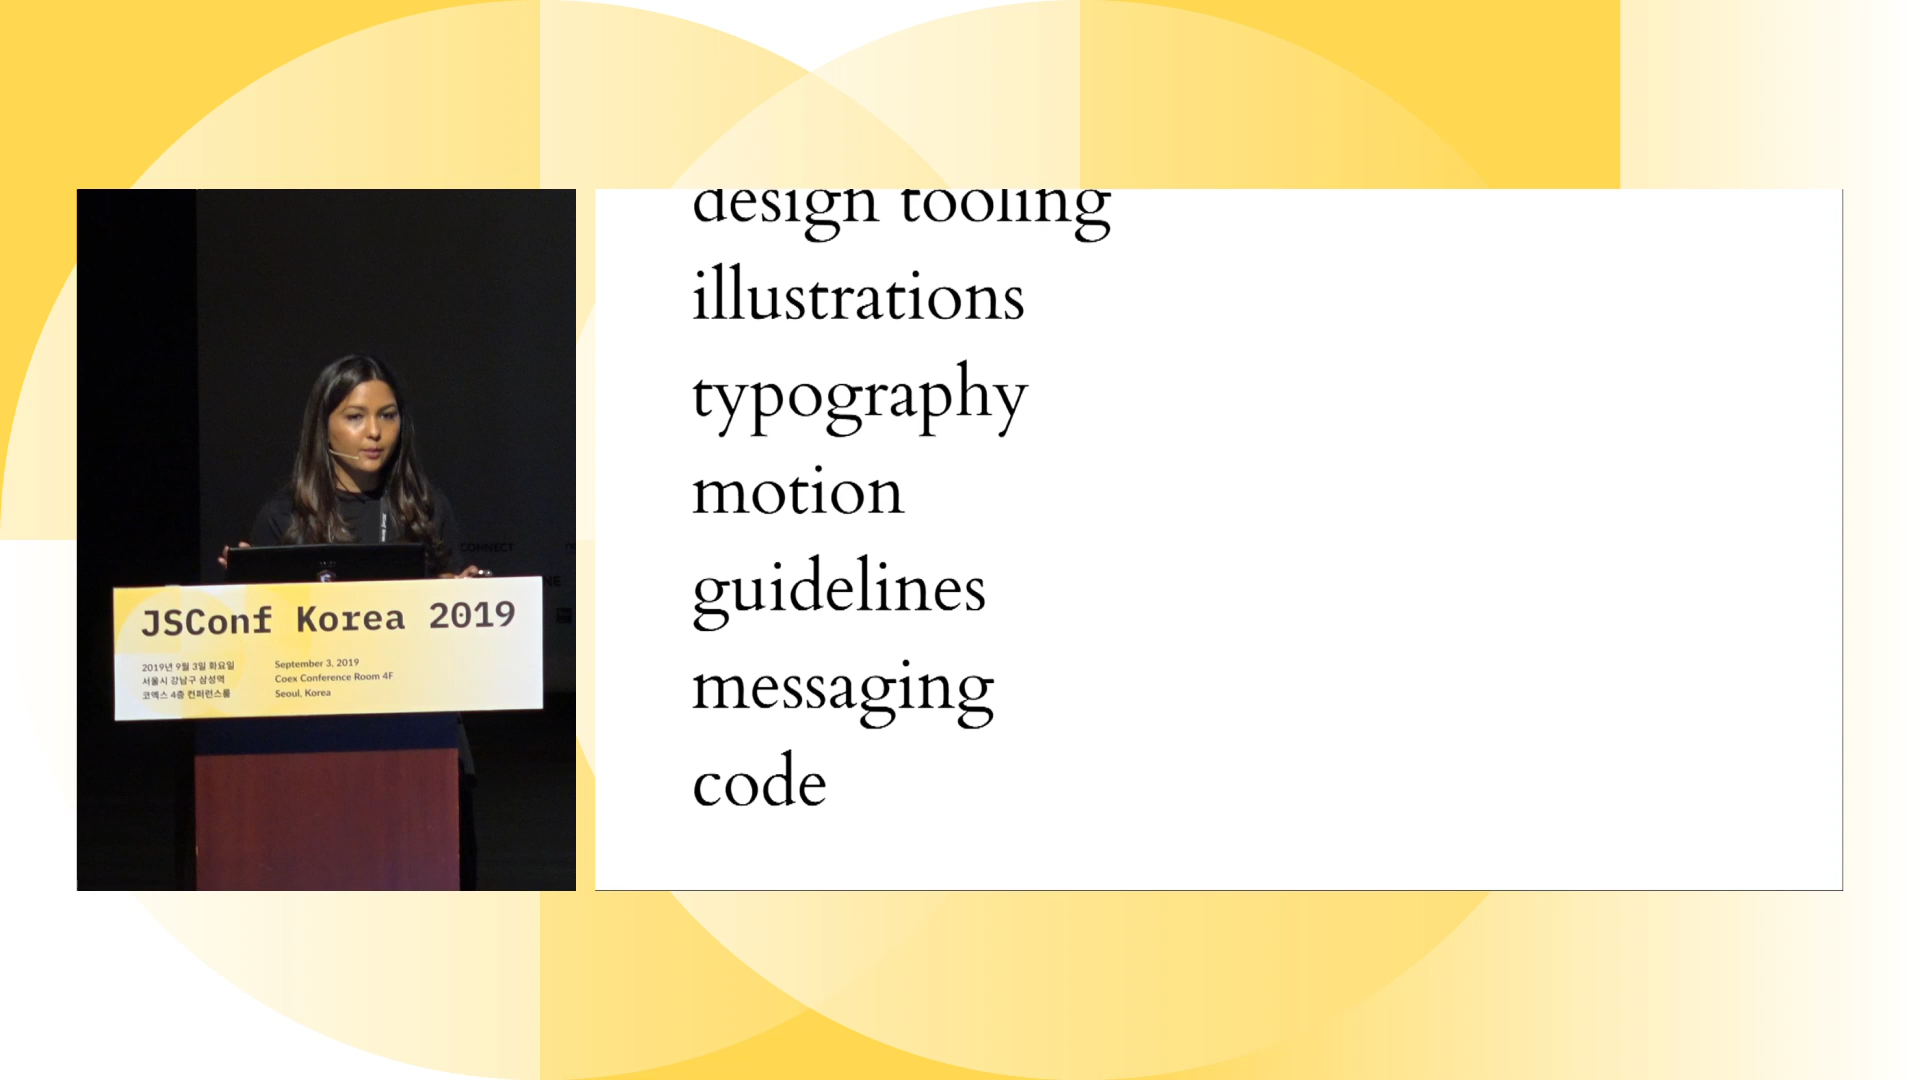 design tooling
illustrations
typography
motion
guidelines
messaging
code
CONNECT
JSConf Korea 2019
2019년 9월 3일 화요일
서울시 강남구 삼성역
코엑스 4층 컨퍼런스룸
September 3, 2019
Coex Conference Room 4F
Seoul, Korea